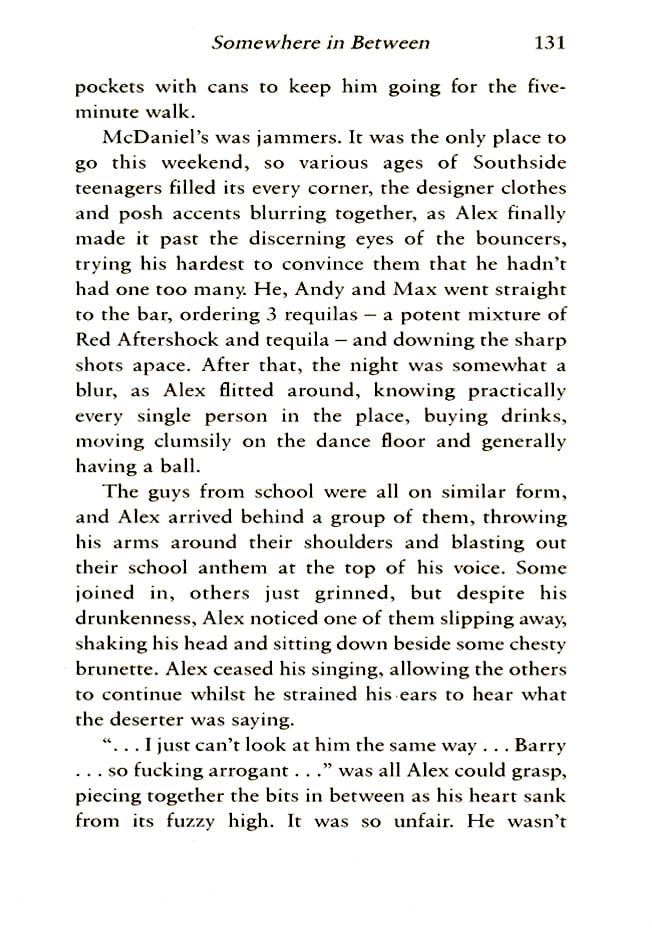 Somewhere in Between 131
pockets with cans to keep him going for the five-
minute walk.
McDaniel's was jammers. It was the only place to
go this weekend, so various ages of Southside
teenagers filled its every corner, the designer clothes
and posh accents blurring together, as Alex finally
made it past the discerning eyes of the bouncers,
trying his hardest to convince them that he hadn't
had one too many. He, Andy and Max went straight
to the bar, ordering 3 requilas – a potent mixture of
Red Aftershock and tequila – and downing the sharp
shots apace. After that, the night was somewhat a
blur, as Alex flitted around, knowing practically
every single person in the place, buying drinks,
moving clumsily on the dance floor and generally
having a ball.
The guys from school were all on similar form,
and Alex arrived behind a group of them, throwing
his arms around their shoulders and blasting out
their school anthem at the top of his voice. Some
joined in, others just grinned, but despite his
drunkenness, Alex noticed one of them slipping away,
shaking his head and sitting down beside some chesty
brunette. Alex ceased his singing, allowing the others
to continue whilst he strained his ears to hear what
the deserter was saying.
". . . I just can't look at him the same way . . . Barry
. . . so fucking arrogant . . ." was all Alex could grasp,
piecing together the bits in between as his heart sank
from its fuzzy high. It was so unfair. He wasn't